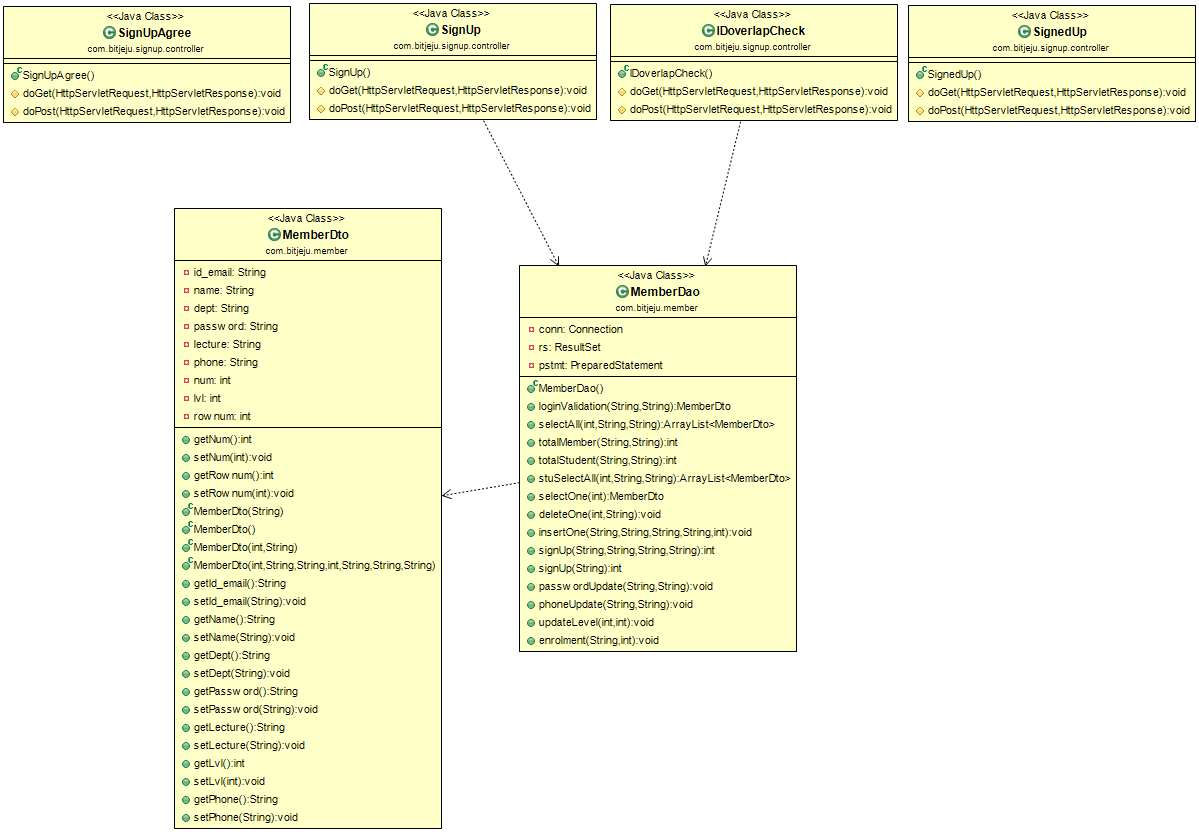 <<Java Class>>
SignUpAgree
com.bitjeju.signup.controller
SignUpAgree()
doGet(HttpServletRequest,HttpServletResponse):void
doPost(HttpServletRequest,HttpServletResponse):void
<<Java Class>>
SignUp
com.bitjeju.signup.controller
SignUp()
doGet(HttpServletRequest,HttpServletResponse):void
doPost(HttpServletRequest,HttpServletResponse):void
<<Java Class>>
IDoverlapCheck
com.bitjeju.signup.controller
IDoverlapCheck()
doGet(HttpServletRequest,HttpServletResponse):void
doPost(HttpServletRequest,HttpServletResponse):void
<<Java Class>>
SignedUp
com.bitjeju.signup.controller
SignedUp()
doGet(HttpServletRequest,HttpServletResponse):void
doPost(HttpServletRequest,HttpServletResponse):void
<<Java Class>>
MemberDto
com.bitjeju.member
id_email: String
name: String
dept: String
password: String
lecture: String
phone: String
num: int
lvl: int
rownum: int
getNum():int
setNum(int):void
getRownum():int
setRownum(int):void
MemberDto(String)
MemberDto()
MemberDto(int,String)
MemberDto(int,String,String,int,String,String,String)
getId_email():String
setId_email(String):void
getName():String
setName(String):void
getDept():String
setDept(String):void
getPassword():String
setPassword(String):void
getLecture():String
setLecture(String):void
getLvl():int
setLvl(int):void
getPhone():String
setPhone(String):void
<<Java Class>>
MemberDao
com.bitjeju.member
conn: Connection
rs: ResultSet
pstmt: PreparedStatement
MemberDao()
loginValidation(String,String):MemberDto
selectAll(int,String,String):ArrayList<MemberDto>
totalMember(String,String):int
totalStudent(String,String):int
stuSelectAll(int,String,String):ArrayList<MemberDto>
selectOne(int):MemberDto
deleteOne(int,String):void
insertOne(String,String,String,String,int):void
signUp(String,String,String,String):int
signUp(String):int
passwordUpdate(String,String):void
phoneUpdate(String,String):void
updateLevel(int,int):void
enrolment(String,int):void